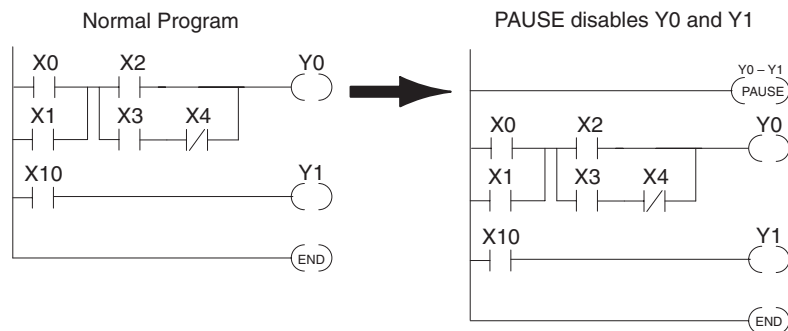 Normal Program
X0 X2 Y0
X1 X3 X4
X10 Y1
END
PAUSE disables Y0 and Y1
Y0 – Y1
PAUSE
X0 X2 Y0
X1 X3 X4
X10 Y1
END